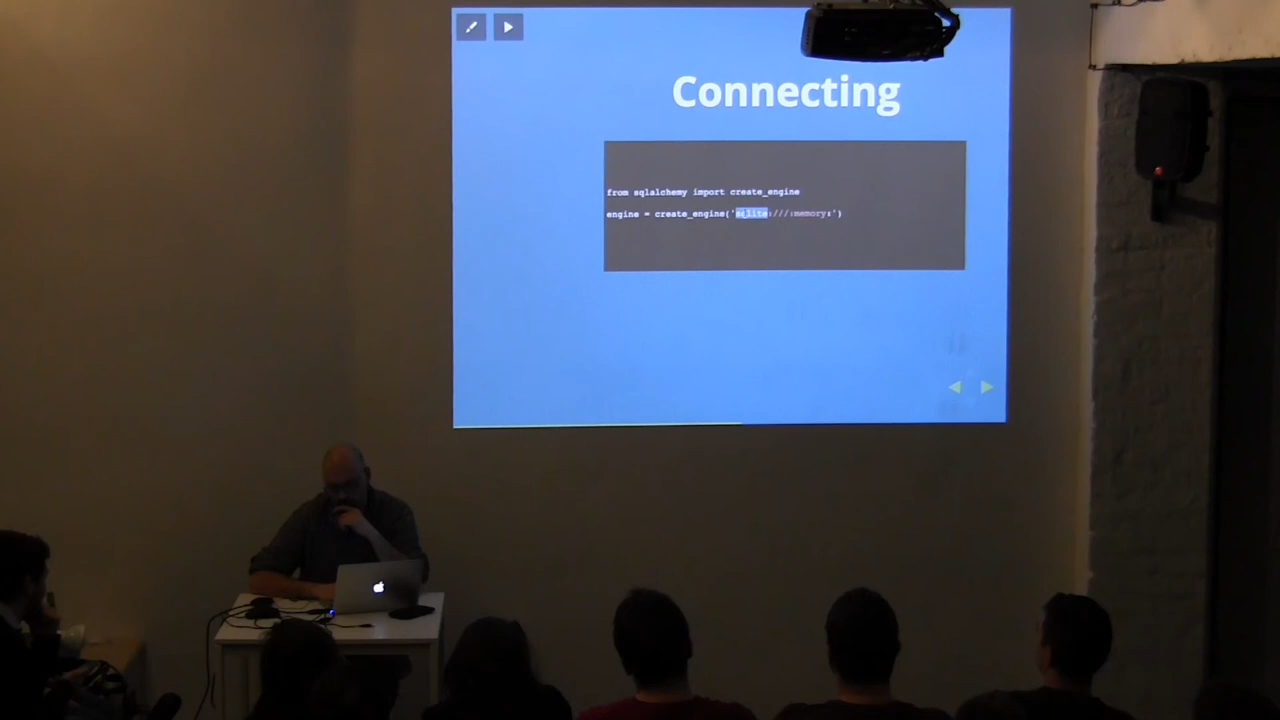 Connecting
from sqlalchemy import create_engine
engine = create_engine('sqlite:///:memory:')